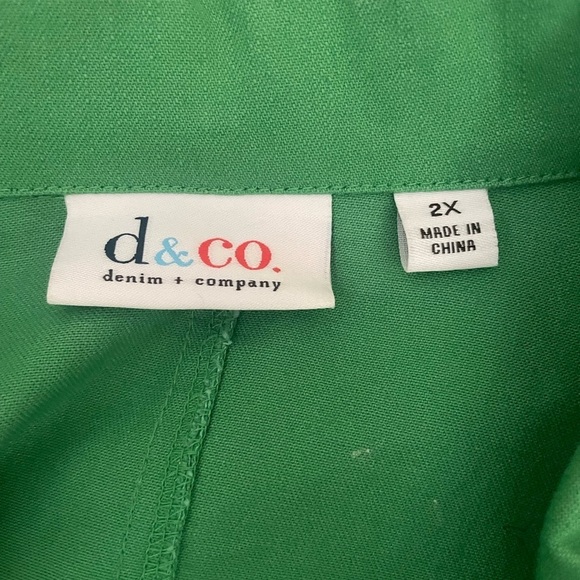 d&co.
denim + company
2X
MADE IN
CHINA